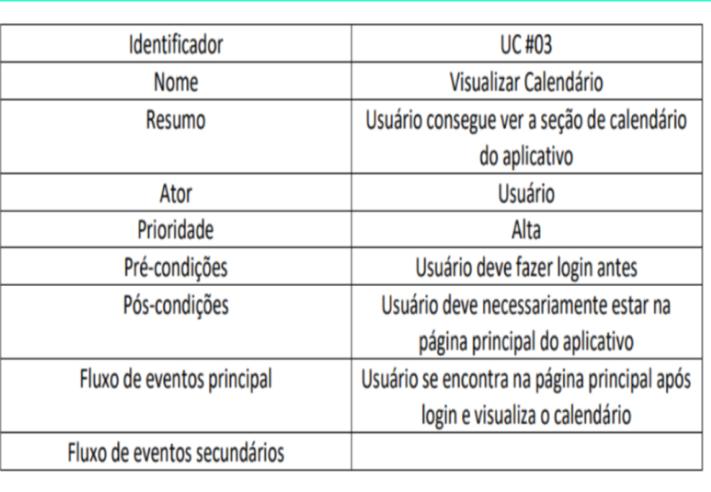 Identificador UC #03
Nome Visualizar Calendário
Resumo Usuário consegue ver a seção de calendário
do aplicativo
Ator Usuário
Prioridade Alta
Pré-condições Usuário deve fazer login antes
Pós-condições Usuário deve necessariamente estar na
página principal do aplicativo
Fluxo de eventos principal Usuário se encontra na página principal após
login e visualiza o calendário
Fluxo de eventos secundários